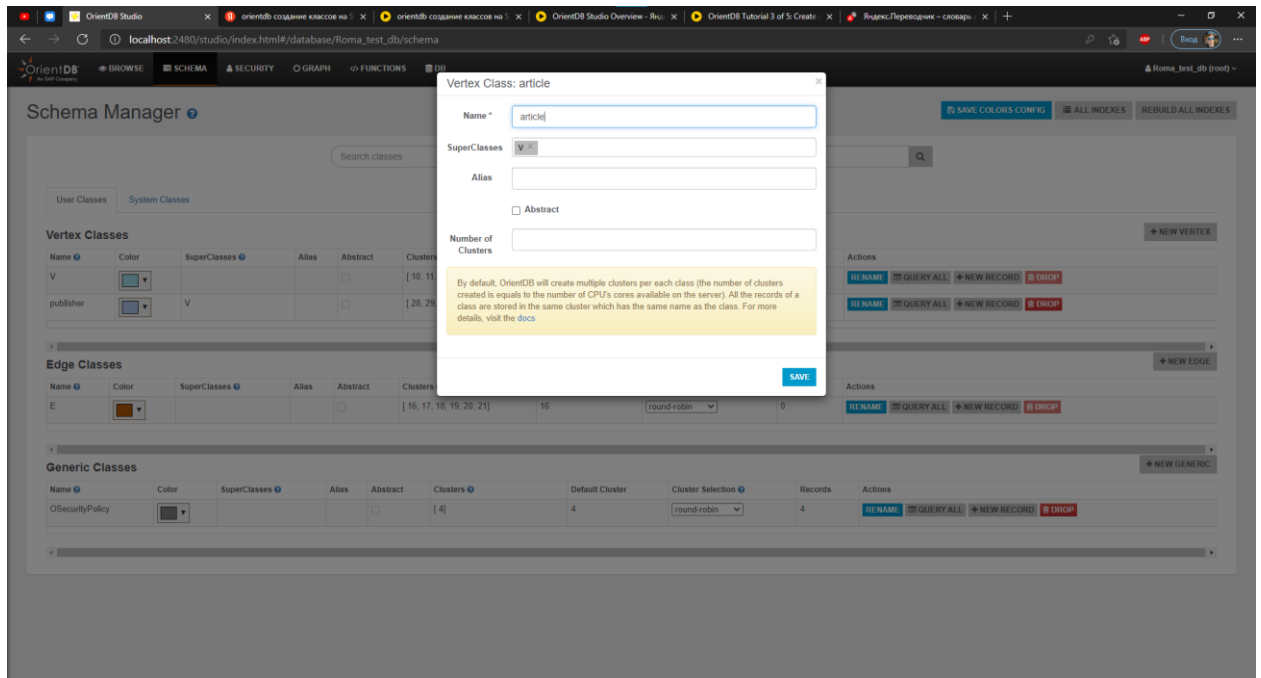 OrientDB Studio
orientdb создание классов на S
orientdb создание классов на S
OrientDB Studio Overview - Янд
OrientDB Tutorial 3 of 5: Create
Яндекс.Переводчик – словарь
localhost:2480/studio/index.html#/database/Roma_test_db/schema
ABP
Вход
OrientDB
An SAP Company
BROWSE
SCHEMA
SECURITY
GRAPH
FUNCTIONS
DB
Roma_test_db (root)
Schema Manager
SAVE COLORS CONFIG
ALL INDEXES
REBUILD ALL INDEXES
Search classes
User Classes
System Classes
Vertex Class: article
Name *
article
SuperClasses
V
Alias
Abstract
Number of
Clusters
By default, OrientDB will create multiple clusters per each class (the number of clusters
created is equals to the number of CPU's cores available on the server). All the records of a
class are stored in the same cluster which has the same name as the class. For more
details, visit the docs
SAVE
Vertex Classes
+ NEW VERTEX
Name Color SuperClasses Alias Abstract Clusters Actions
V [ 10, 11, RENAME QUERY ALL + NEW RECORD DROP
publisher V [ 28, 29, RENAME QUERY ALL + NEW RECORD DROP
Edge Classes
+ NEW EDGE
Name Color SuperClasses Alias Abstract Clusters Actions
E [ 16, 17, 18, 19, 20, 21] 16 round-robin 0 RENAME QUERY ALL + NEW RECORD DROP
Generic Classes
+ NEW GENERIC
Name Color SuperClasses Alias Abstract Clusters Default Cluster Cluster Selection Records Actions
OSecurityPolicy [ 4] 4 round-robin 4 RENAME QUERY ALL + NEW RECORD DROP